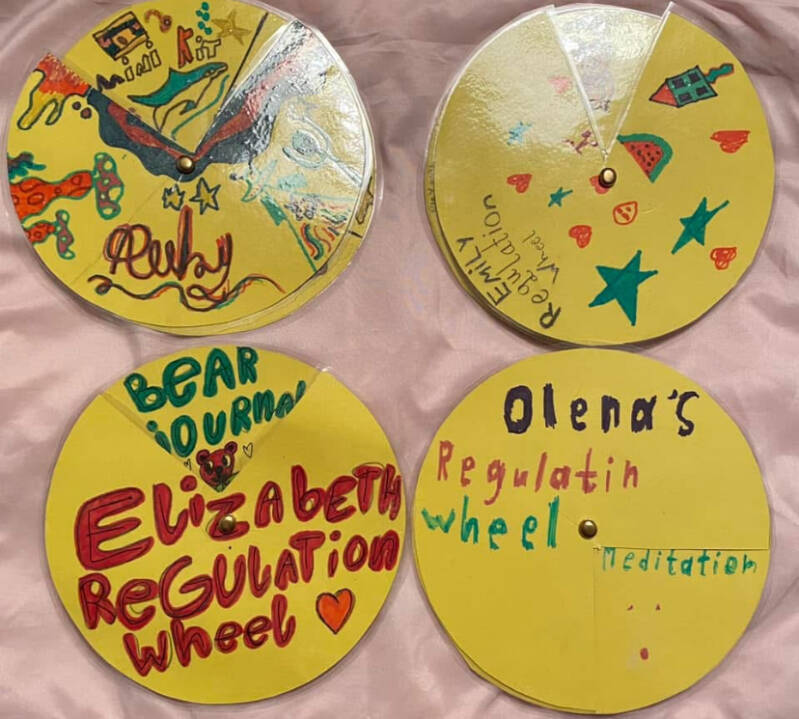 MINI KIT
Ruby
EMILY
Regulation
Wheel
BEAR
JOURNAL
ELIZABETH
REGULATION
Wheel
Olena's
Regulatin
wheel
Meditation